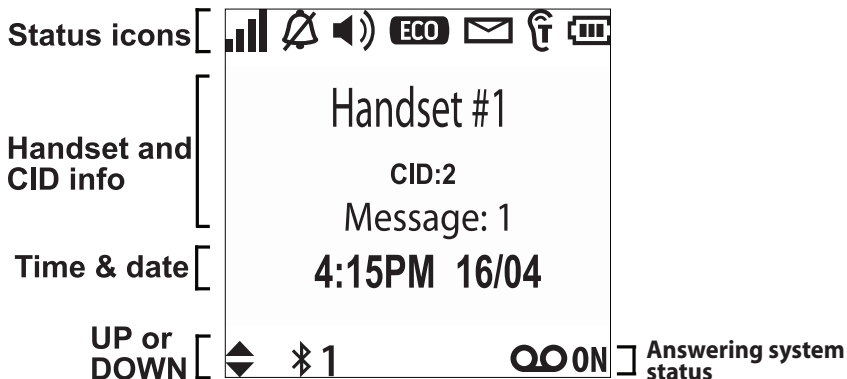 Status icons
ECO
T
Handset and
CID info
Handset #1
CID:2
Message: 1
Time & date
4:15PM 16/04
UP or
DOWN
1
ON
Answering system
status